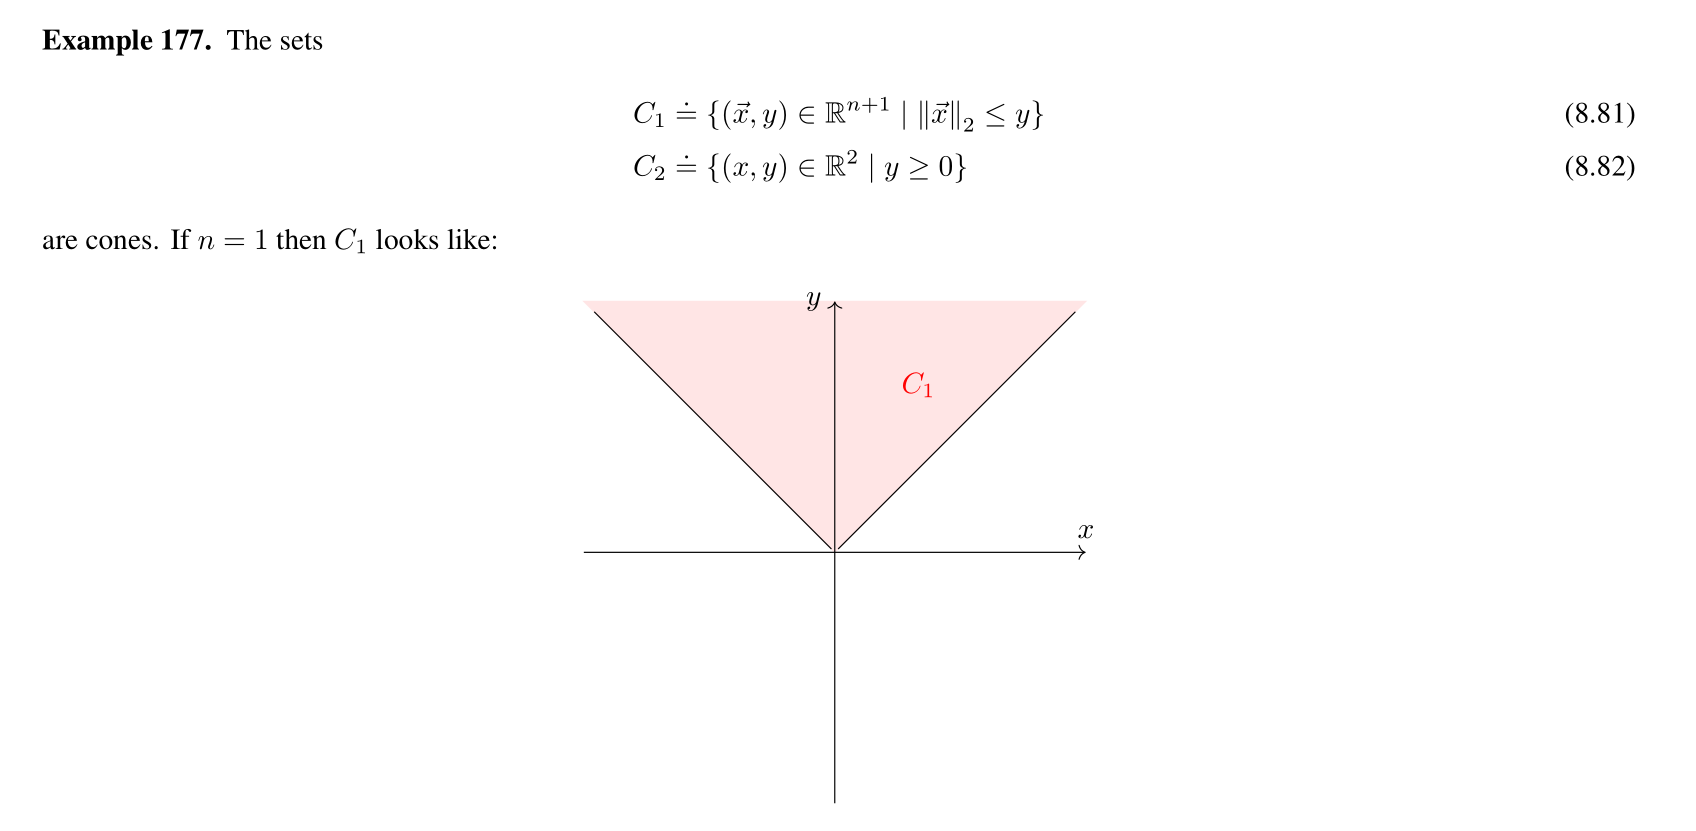 Example 177. The sets
C₁ ≐ {(x⃗, y) ∈ ℝⁿ⁺¹ | ‖x⃗‖₂ ≤ y} (8.81)
C₂ ≐ {(x, y) ∈ ℝ² | y ≥ 0} (8.82)
are cones. If n = 1 then C₁ looks like:
y
C₁
x